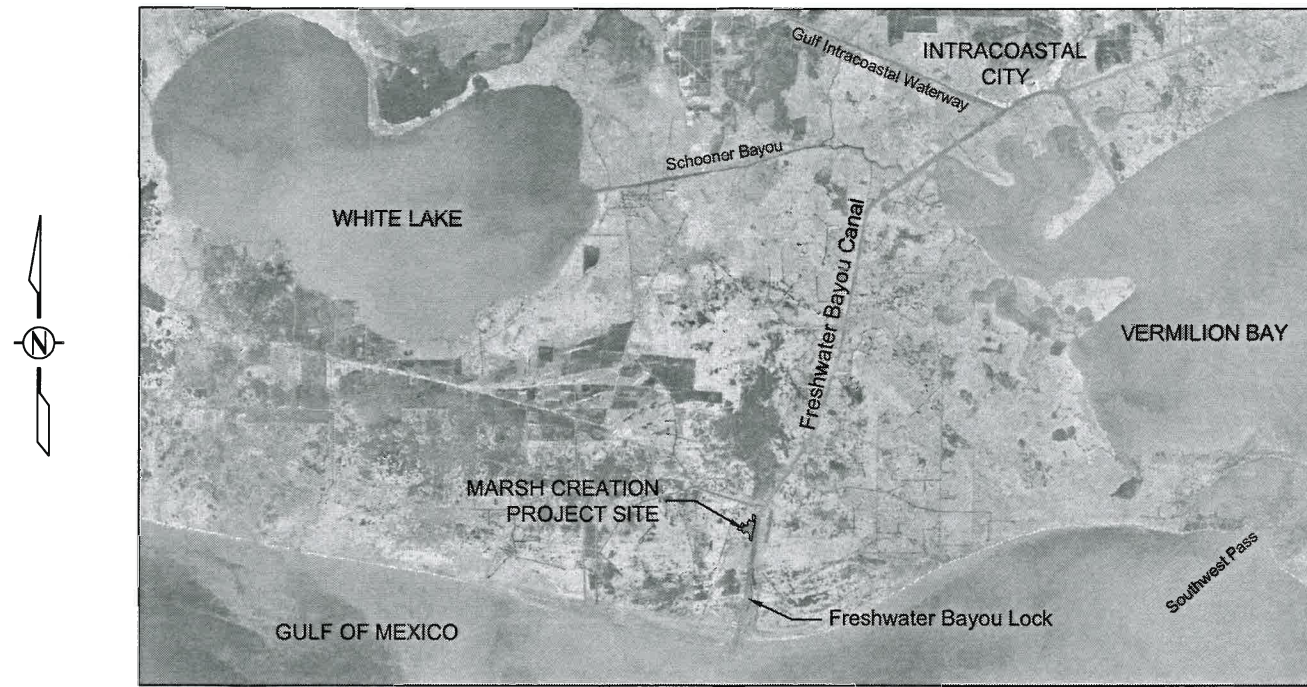 Gulf Intracoastal Waterway
INTRACOASTAL
CITY
Schooner Bayou
WHITE LAKE
Freshwater Bayou Canal
N
VERMILION BAY
MARSH CREATION
PROJECT SITE
Southwest Pass
GULF OF MEXICO
Freshwater Bayou Lock